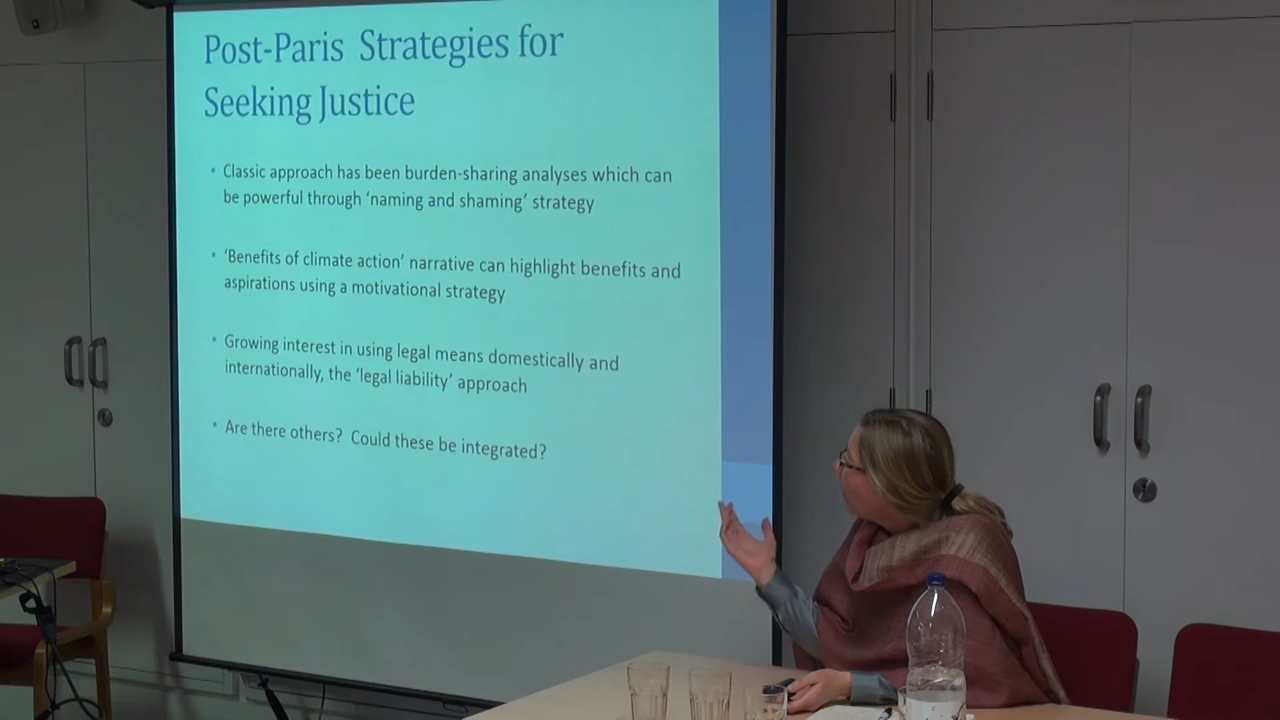 Post-Paris Strategies for
Seeking Justice
• Classic approach has been burden-sharing analyses which can
be powerful through ‘naming and shaming’ strategy
• ‘Benefits of climate action’ narrative can highlight benefits and
aspirations using a motivational strategy
• Growing interest in using legal means domestically and
internationally, the ‘legal liability’ approach
• Are there others? Could these be integrated?